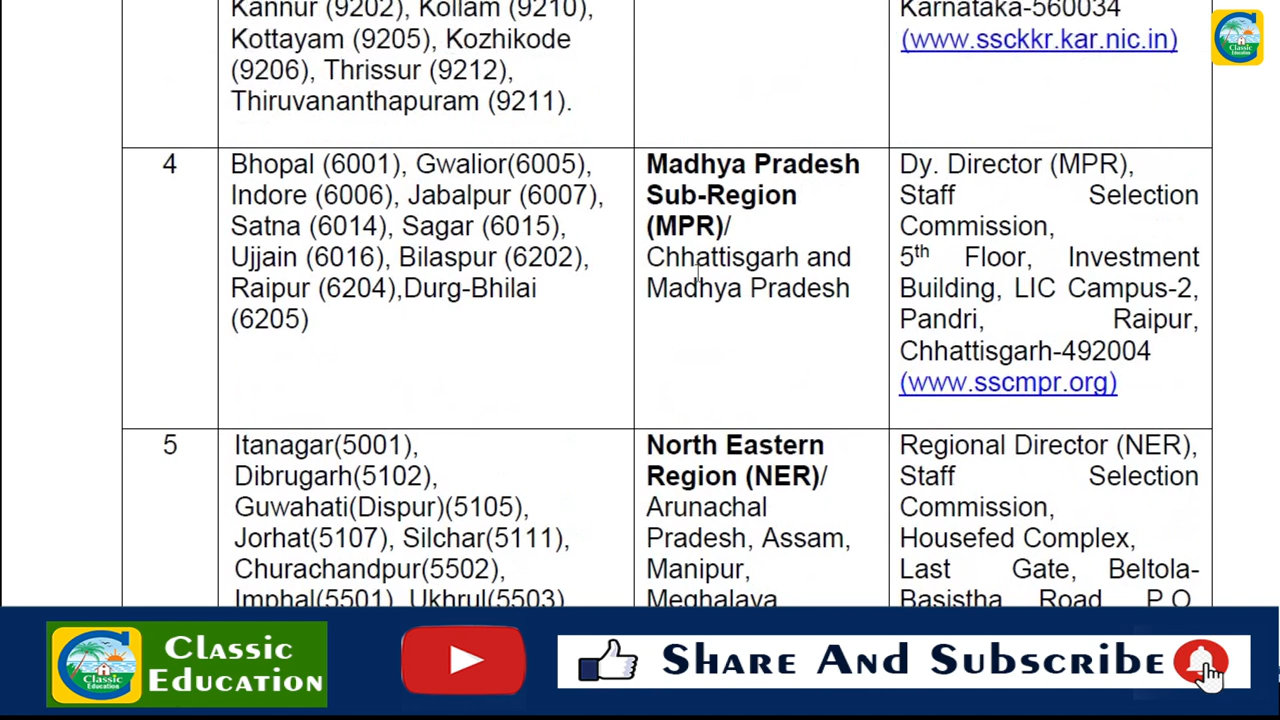 Kannur (9202), Kollam (9210),
Kottayam (9205), Kozhikode
(9206), Thrissur (9212),
Thiruvananthapuram (9211).
Karnataka-560034
(www.ssckkr.kar.nic.in)
Classic
Education
4
Bhopal (6001), Gwalior(6005),
Indore (6006), Jabalpur (6007),
Satna (6014), Sagar (6015),
Ujjain (6016), Bilaspur (6202),
Raipur (6204),Durg-Bhilai
(6205)
Madhya Pradesh
Sub-Region
(MPR)/
Chhattisgarh and
Madhya Pradesh
Dy. Director (MPR),
Staff Selection
Commission,
5th Floor, Investment
Building, LIC Campus-2,
Pandri, Raipur,
Chhattisgarh-492004
(www.sscmpr.org)
5
Itanagar(5001),
Dibrugarh(5102),
Guwahati(Dispur)(5105),
Jorhat(5107), Silchar(5111),
Churachandpur(5502),
Imphal(5501), Ukhrul(5503)
North Eastern
Region (NER)/
Arunachal
Pradesh, Assam,
Manipur,
Meghalaya
Regional Director (NER),
Staff Selection
Commission,
Housefed Complex,
Last Gate, Beltola-
Basistha Road P.O.
Classic
Education
Classic
Education
Share And Subscribe